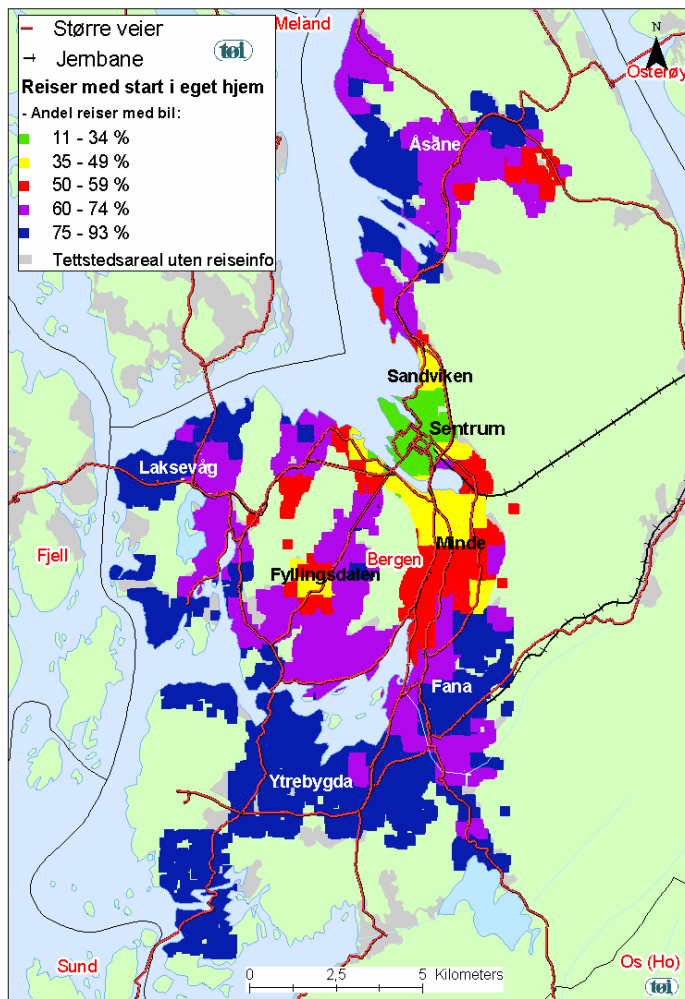 Større veier
Meland
tøi
Jernbane
N
Osterøy
Reiser med start i eget hjem
- Andel reiser med bil:
11 - 34 %
35 - 49 %
50 - 59 %
60 - 74 %
75 - 93 %
Tettstedsareal uten reiseinfo
Åsane
Sandviken
Sentrum
Laksevåg
Minde
Fjell
Bergen
Fyllingsdalen
Fana
Ytrebygda
Sund
0 2,5 5 Kilometers
Os (Ho)
tøi